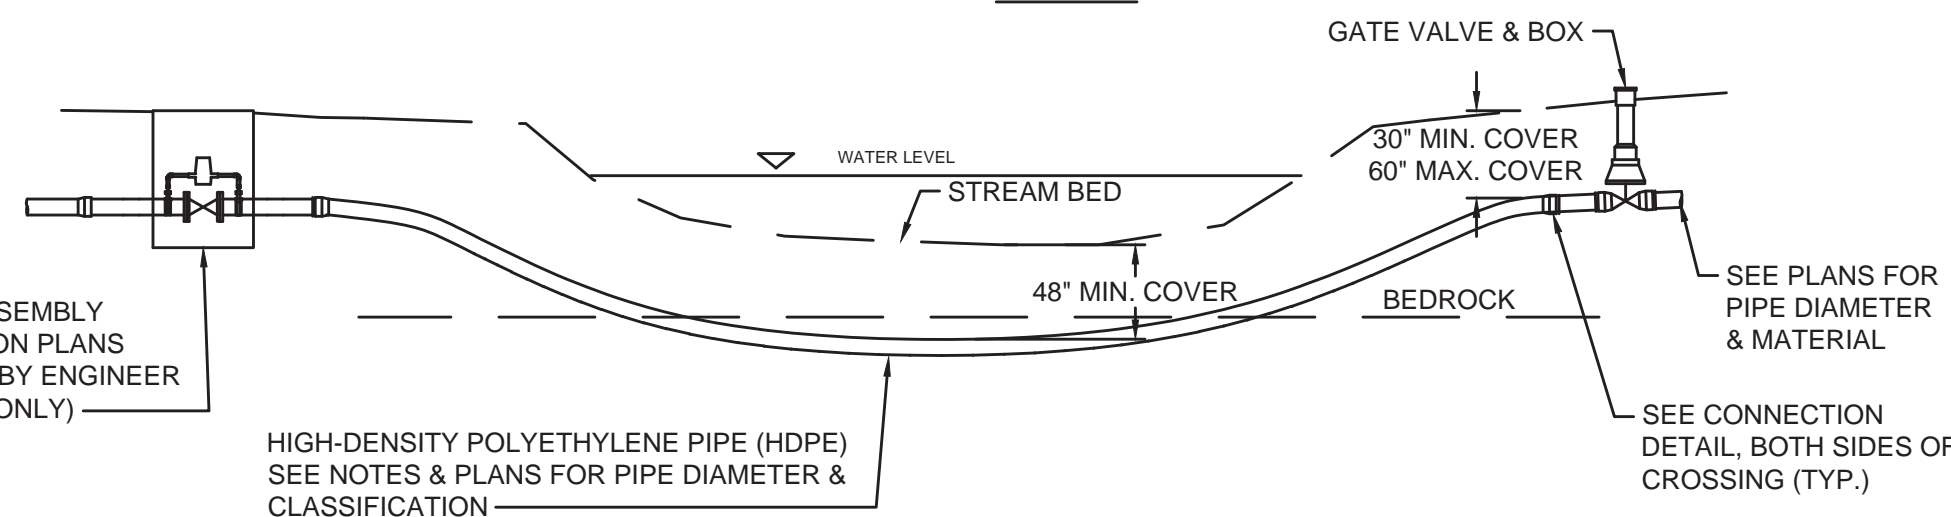 GATE VALVE & BOX
30" MIN. COVER
60" MAX. COVER
WATER LEVEL
STREAM BED
48" MIN. COVER
BEDROCK
SEE PLANS FOR
PIPE DIAMETER
& MATERIAL
SEMBLY
ON PLANS
BY ENGINEER
ONLY)
SEE CONNECTION
DETAIL, BOTH SIDES OF
CROSSING (TYP.)
HIGH-DENSITY POLYETHYLENE PIPE (HDPE)
SEE NOTES & PLANS FOR PIPE DIAMETER &
CLASSIFICATION